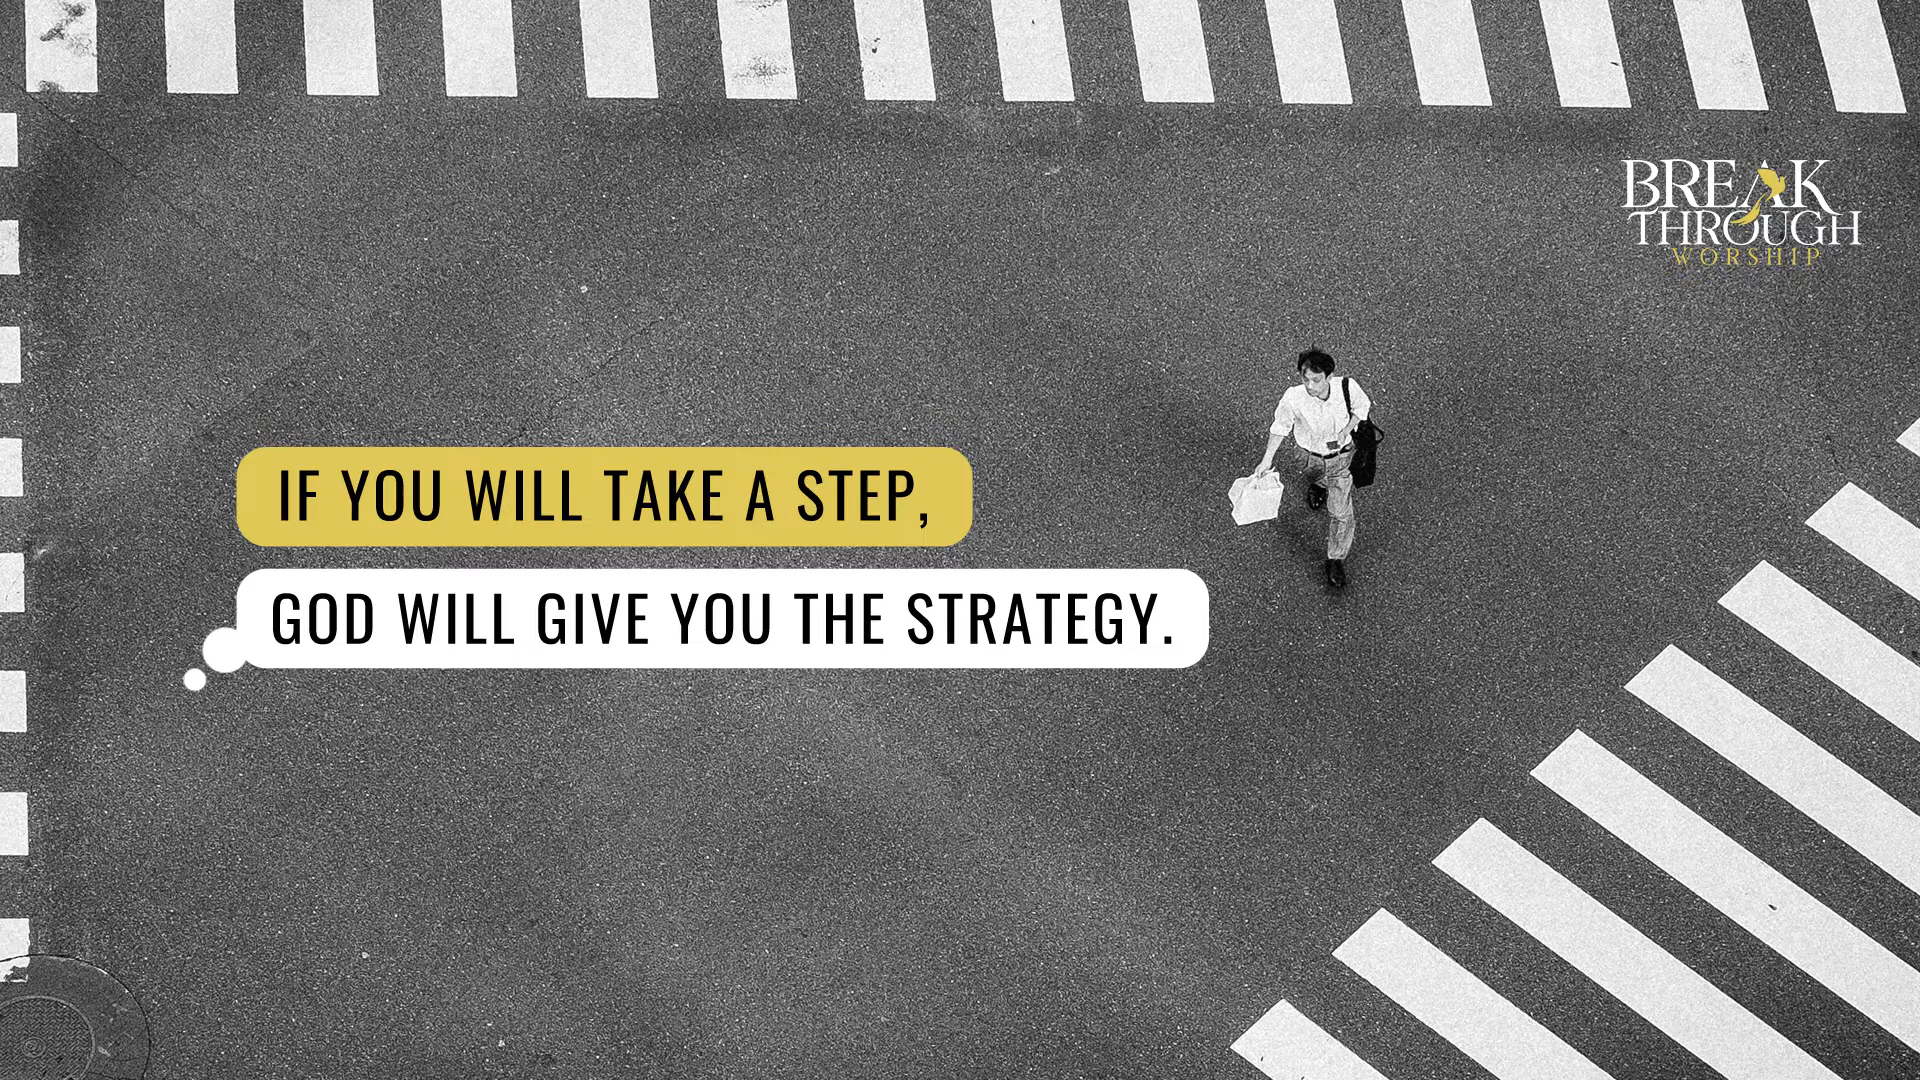 BREAK
THROUGH
WORSHIP
IF YOU WILL TAKE A STEP,
GOD WILL GIVE YOU THE STRATEGY.